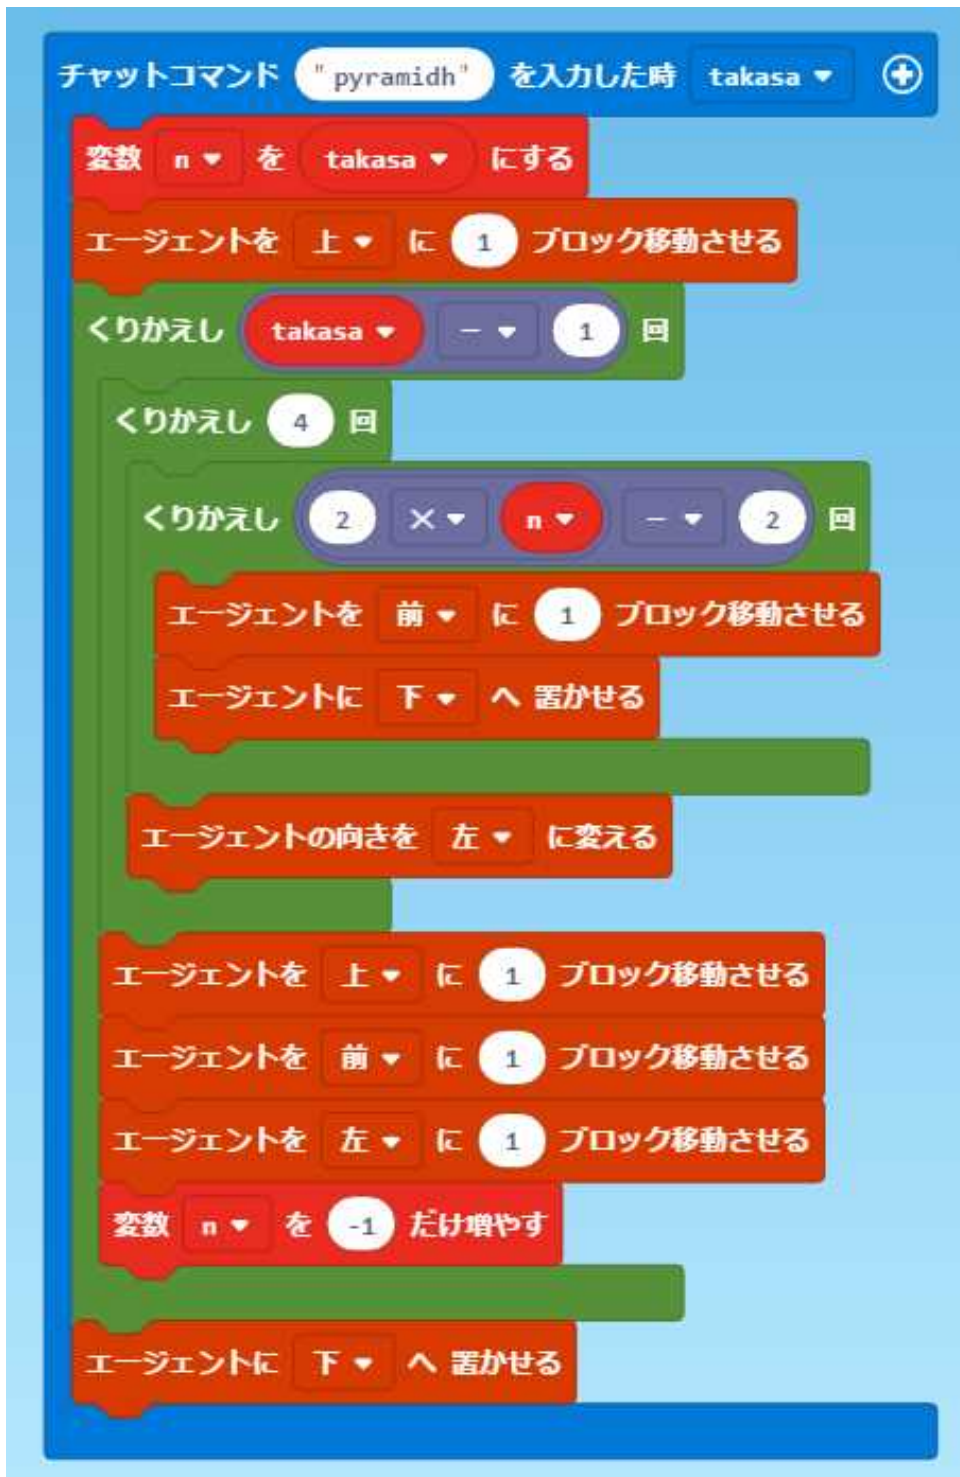 チャットコマンド "pyramidh" を入力した時 takasa
変数 n を takasa にする
エージェントを 上 に 1 ブロック移動させる
くりかえし takasa - 1 回
くりかえし 4 回
くりかえし 2 × n - 2 回
エージェントを 前 に 1 ブロック移動させる
エージェントに 下 へ 置かせる
エージェントの向きを 左 に変える
エージェントを 上 に 1 ブロック移動させる
エージェントを 前 に 1 ブロック移動させる
エージェントを 左 に 1 ブロック移動させる
変数 n を -1 だけ増やす
エージェントに 下 へ 置かせる